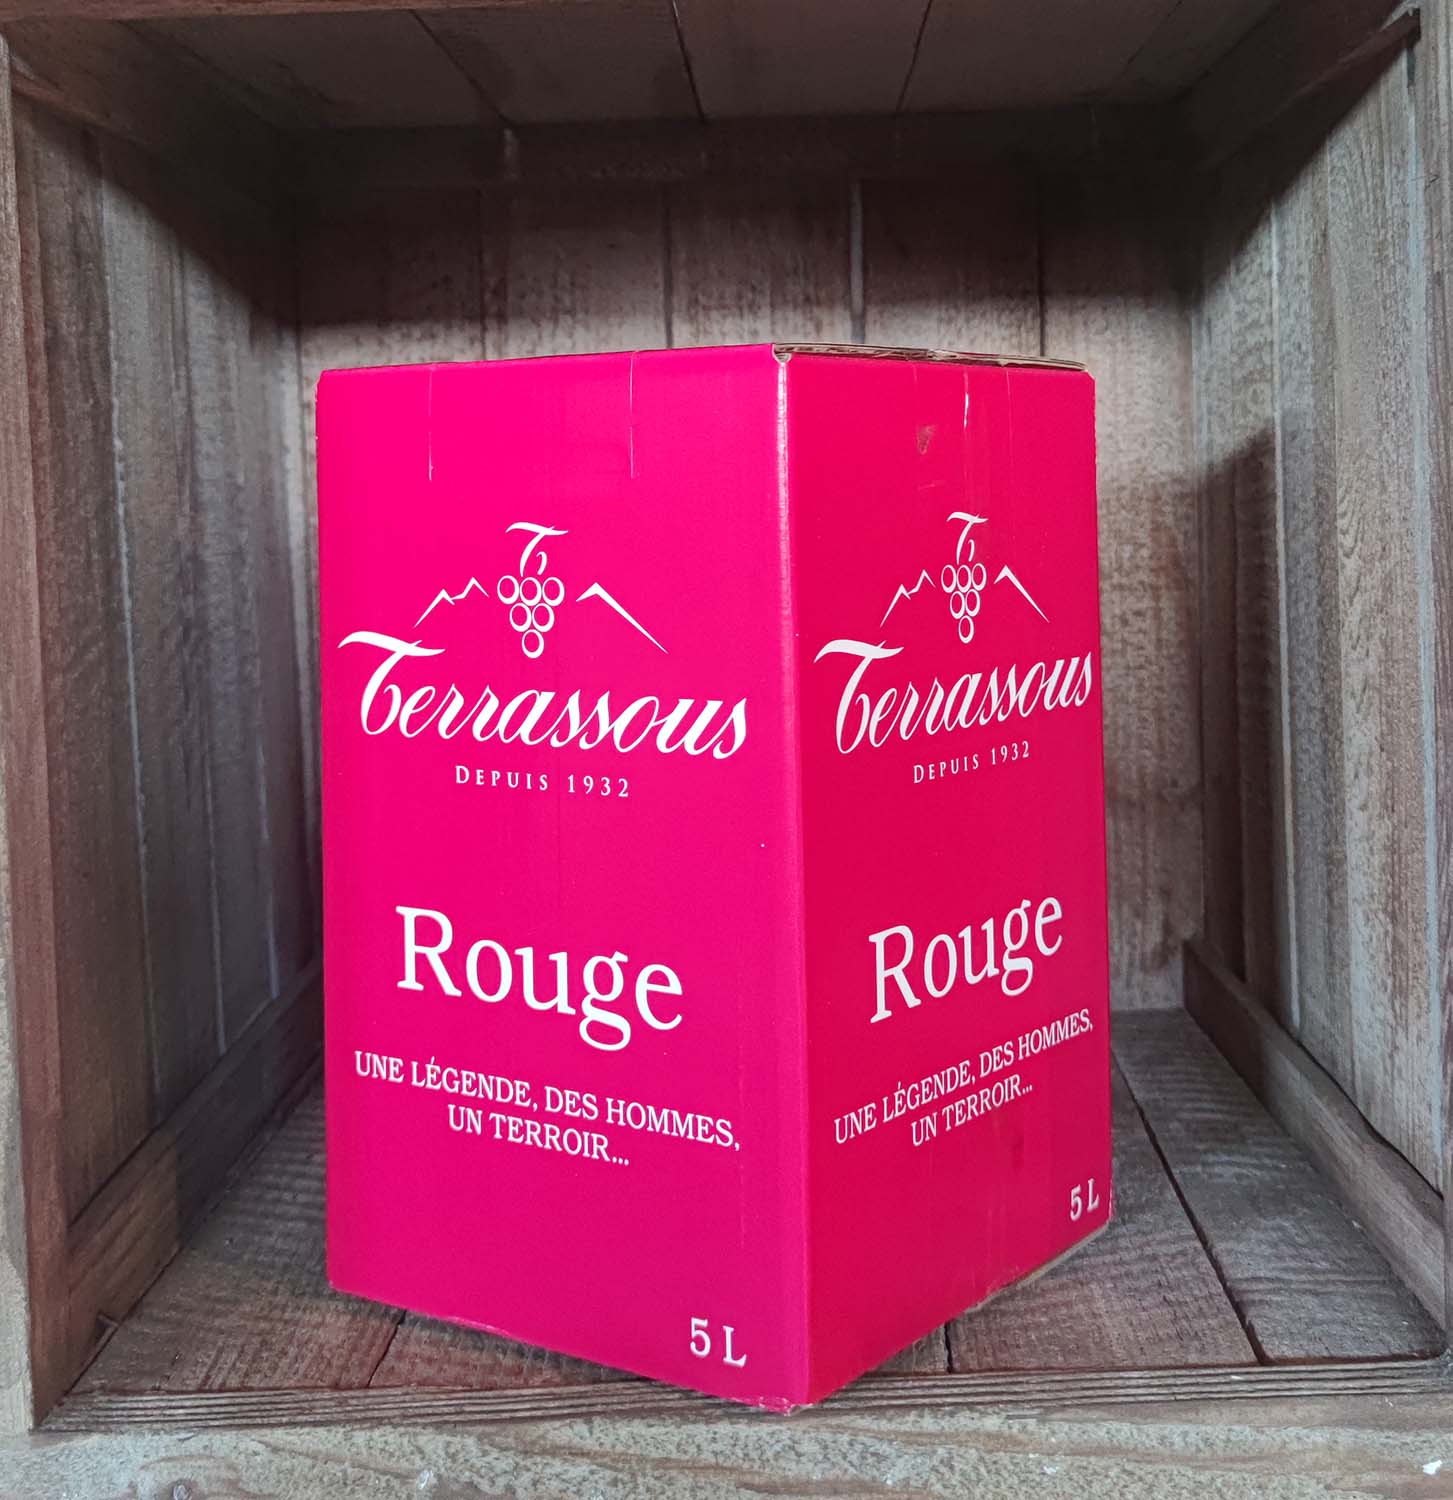 Terrassous
DEPUIS 1932
Rouge
UNE LÉGENDE, DES HOMMES,
UN TERROIR...
5 L
Terrassous
DEPUIS 1932
Rouge
UNE LÉGENDE, DES HOMMES,
UN TERROIR...
5 L